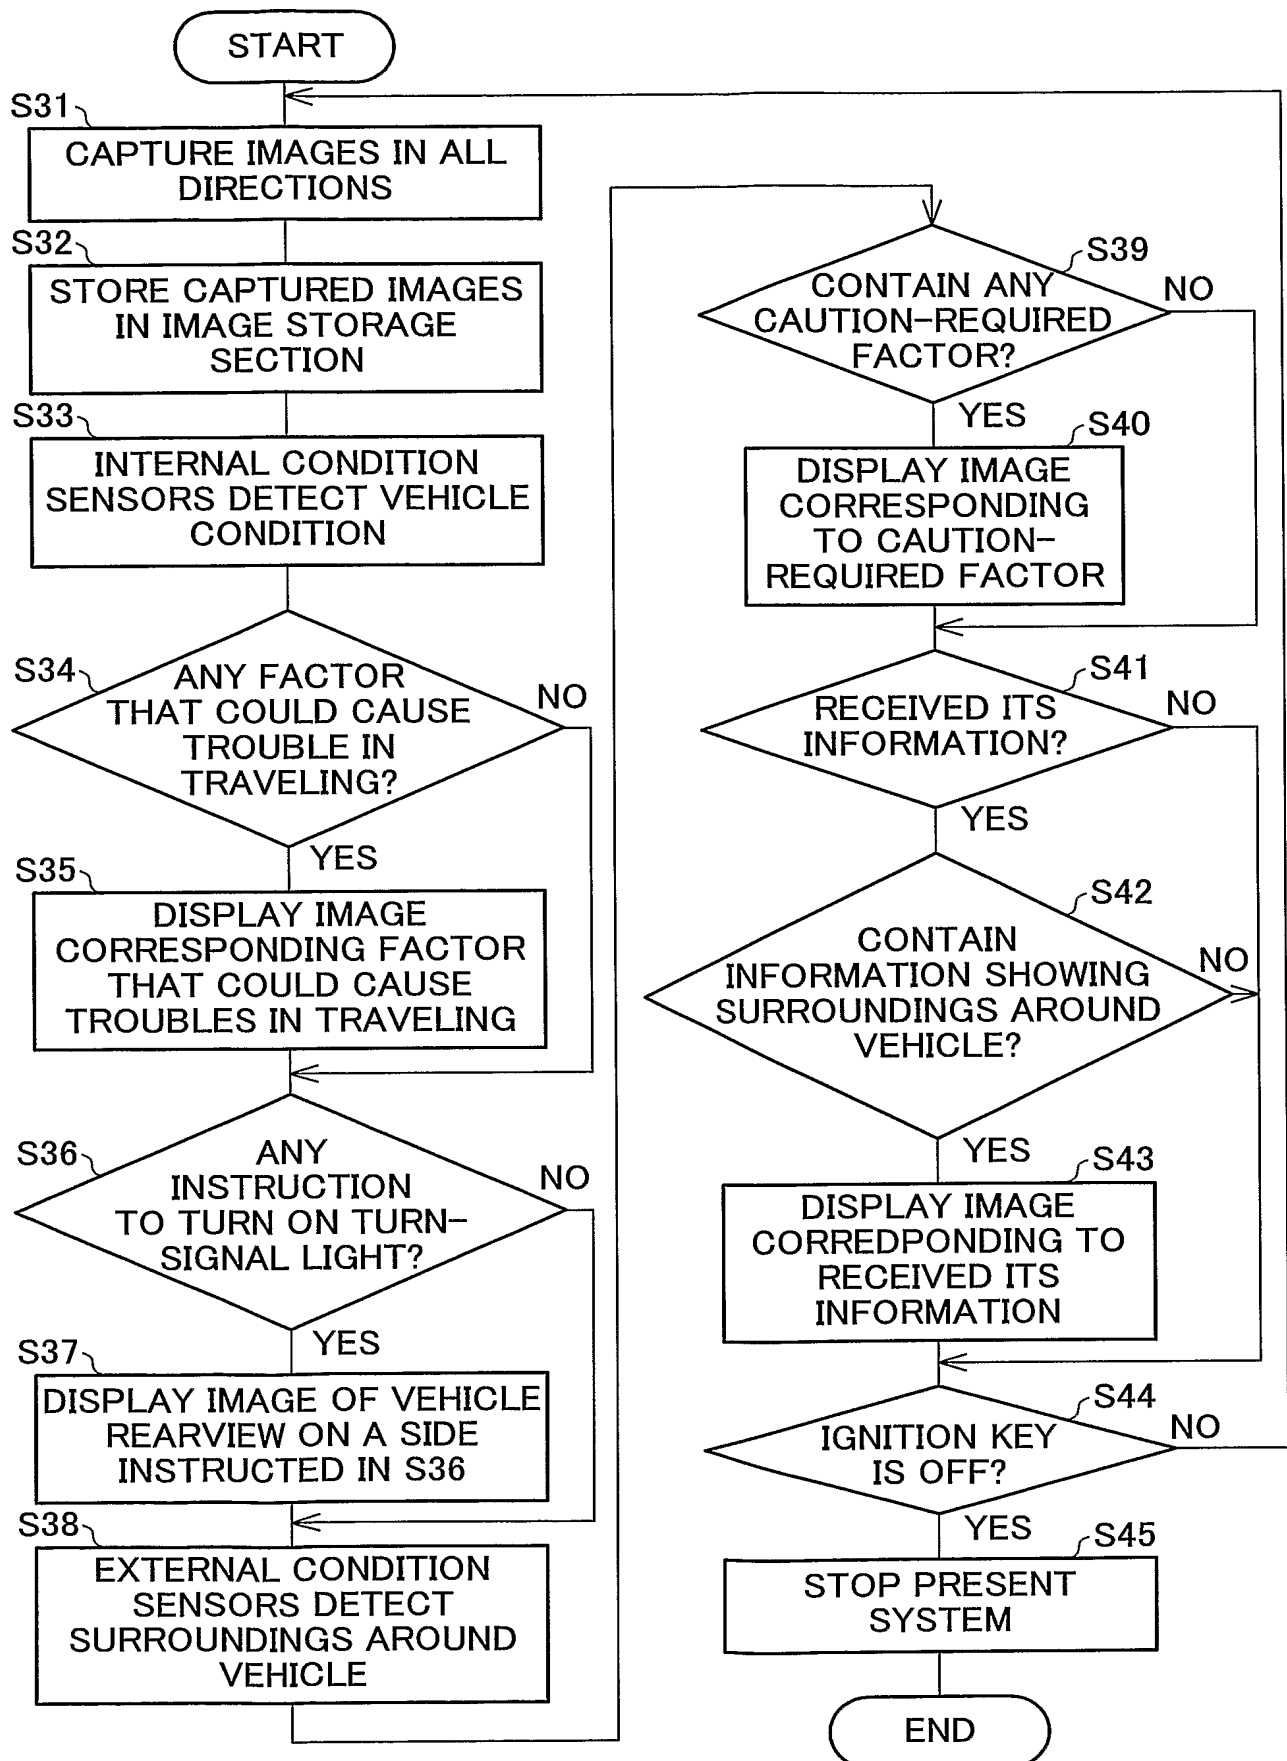 START
S31
CAPTURE IMAGES IN ALL
DIRECTIONS
S32
STORE CAPTURED IMAGES
IN IMAGE STORAGE
SECTION
S33
INTERNAL CONDITION
SENSORS DETECT VEHICLE
CONDITION
S34
ANY FACTOR
THAT COULD CAUSE
TROUBLE IN
TRAVELING?
NO
YES
S35
DISPLAY IMAGE
CORRESPONDING FACTOR
THAT COULD CAUSE
TROUBLES IN TRAVELING
S36
ANY
INSTRUCTION
TO TURN ON TURN-
SIGNAL LIGHT?
NO
YES
S37
DISPLAY IMAGE OF VEHICLE
REARVIEW ON A SIDE
INSTRUCTED IN S36
S38
EXTERNAL CONDITION
SENSORS DETECT
SURROUNDINGS AROUND
VEHICLE
S39
CONTAIN ANY
CAUTION-REQUIRED
FACTOR?
NO
YES
S40
DISPLAY IMAGE
CORRESPONDING
TO CAUTION-
REQUIRED FACTOR
S41
RECEIVED ITS
INFORMATION?
NO
YES
S42
CONTAIN
INFORMATION SHOWING
SURROUNDINGS AROUND
VEHICLE?
NO
YES
S43
DISPLAY IMAGE
CORREDPONDING TO
RECEIVED ITS
INFORMATION
S44
IGNITION KEY
IS OFF?
NO
YES
S45
STOP PRESENT
SYSTEM
END